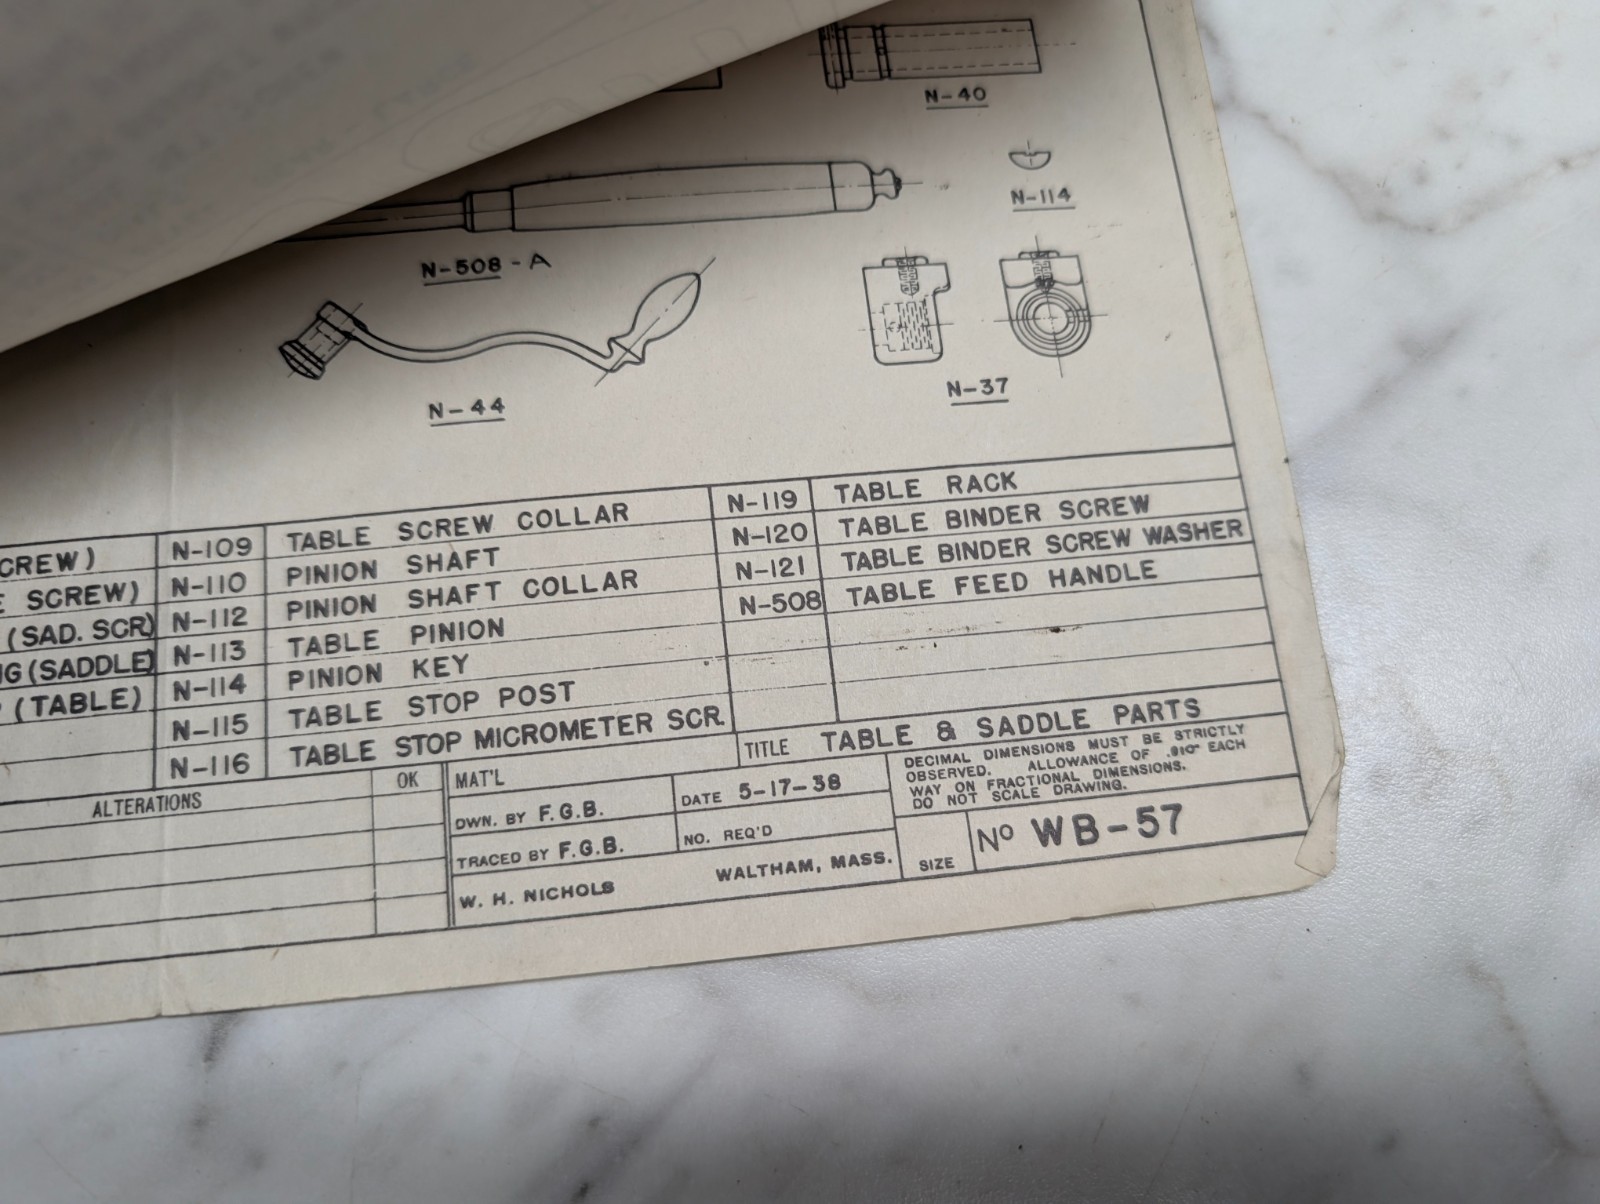 N-40
N-114
N-508-A
N-37
N-44
CREW) N-109 TABLE SCREW COLLAR N-119 TABLE RACK
E SCREW) N-110 PINION SHAFT N-120 TABLE BINDER SCREW
(SAD. SCR) N-112 PINION SHAFT COLLAR N-121 TABLE BINDER SCREW WASHER
G (SADDLE) N-113 TABLE PINION N-508 TABLE FEED HANDLE
(TABLE) N-114 PINION KEY
N-115 TABLE STOP POST
N-116 TABLE STOP MICROMETER SCR.
TITLE TABLE & SADDLE PARTS
ALTERATIONS OK
MAT'L
DWN. BY F.G.B. DATE 5-17-38
TRACED BY F.G.B. NO. REQ'D
W. H. NICHOLS WALTHAM, MASS.
DECIMAL DIMENSIONS MUST BE STRICTLY
OBSERVED. ALLOWANCE OF .010" EACH
WAY ON FRACTIONAL DIMENSIONS.
DO NOT SCALE DRAWING.
SIZE No WB-57